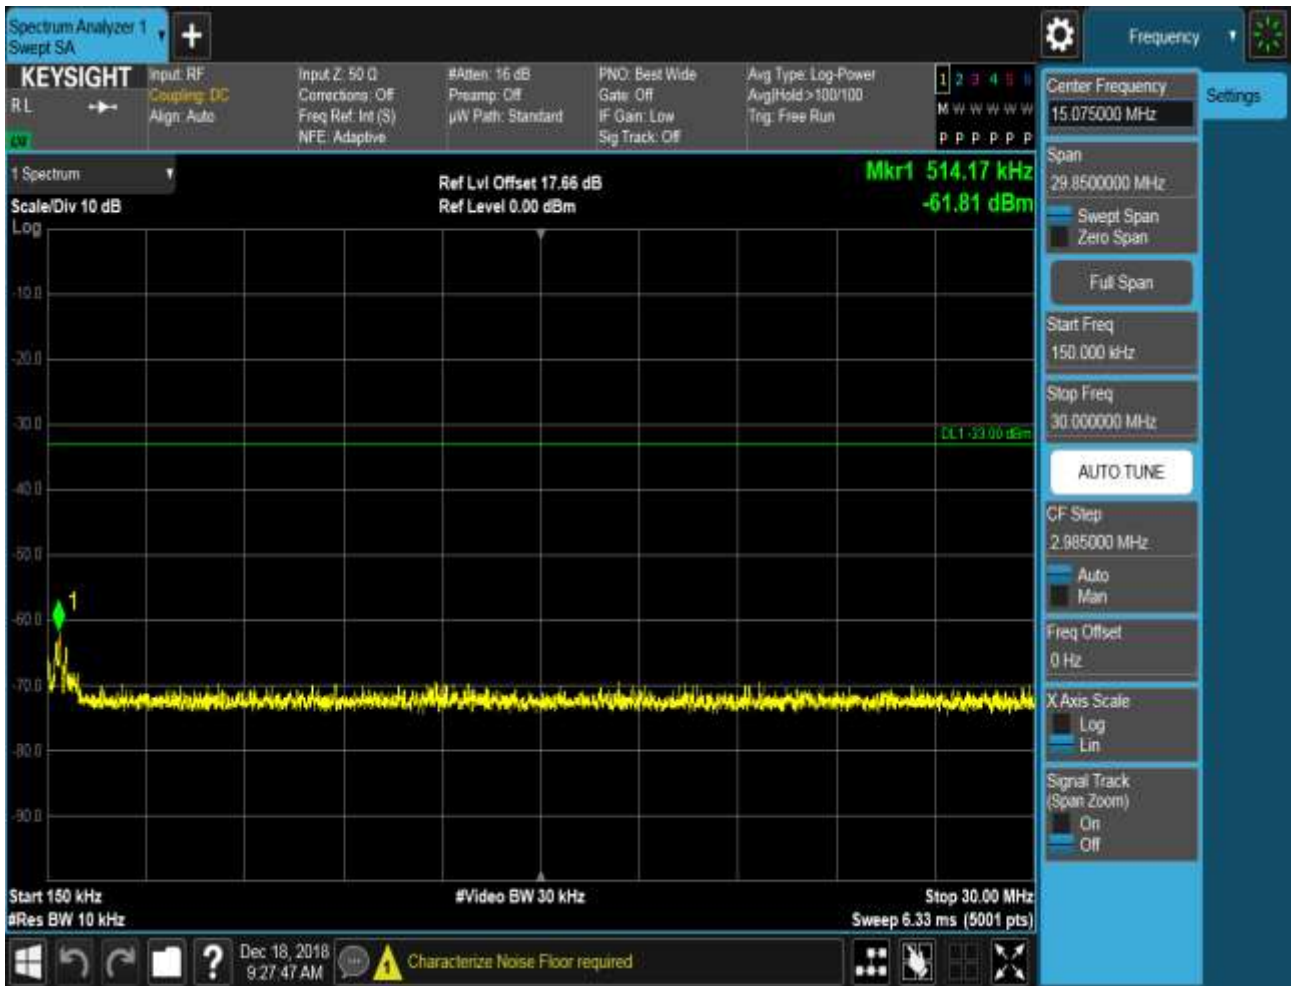 Spectrum Analyzer 1
Swept SA
Frequency
KEYSIGHT
R L
Input: RF
Coupling: DC
Align: Auto
Input Z: 50 Ω
Corrections: Off
Freq Ref: Int (S)
NFE: Adaptive
#Atten: 16 dB
Preamp: Off
µW Path: Standard
PNO: Best Wide
Gate: Off
IF Gain: Low
Sig Track: Off
Avg Type: Log-Power
Avg|Hold:>100/100
Trig: Free Run
1 2 3 4 5 6
M W W W W W
P P P P P P
1 Spectrum
Scale/Div 10 dB
Ref Lvl Offset 17.66 dB
Ref Level 0.00 dBm
Mkr1 514.17 kHz
-61.81 dBm
Log
-10.0
-20.0
-30.0
DL1 -33.00 dBm
-40.0
-50.0
1
-60.0
-70.0
-80.0
-90.0
Start 150 kHz
#Res BW 10 kHz
#Video BW 30 kHz
Stop 30.00 MHz
Sweep 6.33 ms (5001 pts)
Dec 18, 2018
9:27:47 AM
Characterize Noise Floor required
Center Frequency
15.075000 MHz
Settings
Span
29.8500000 MHz
Swept Span
Zero Span
Full Span
Start Freq
150.000 kHz
Stop Freq
30.000000 MHz
AUTO TUNE
CF Step
2.985000 MHz
Auto
Man
Freq Offset
0 Hz
X Axis Scale
Log
Lin
Signal Track
(Span Zoom)
On
Off